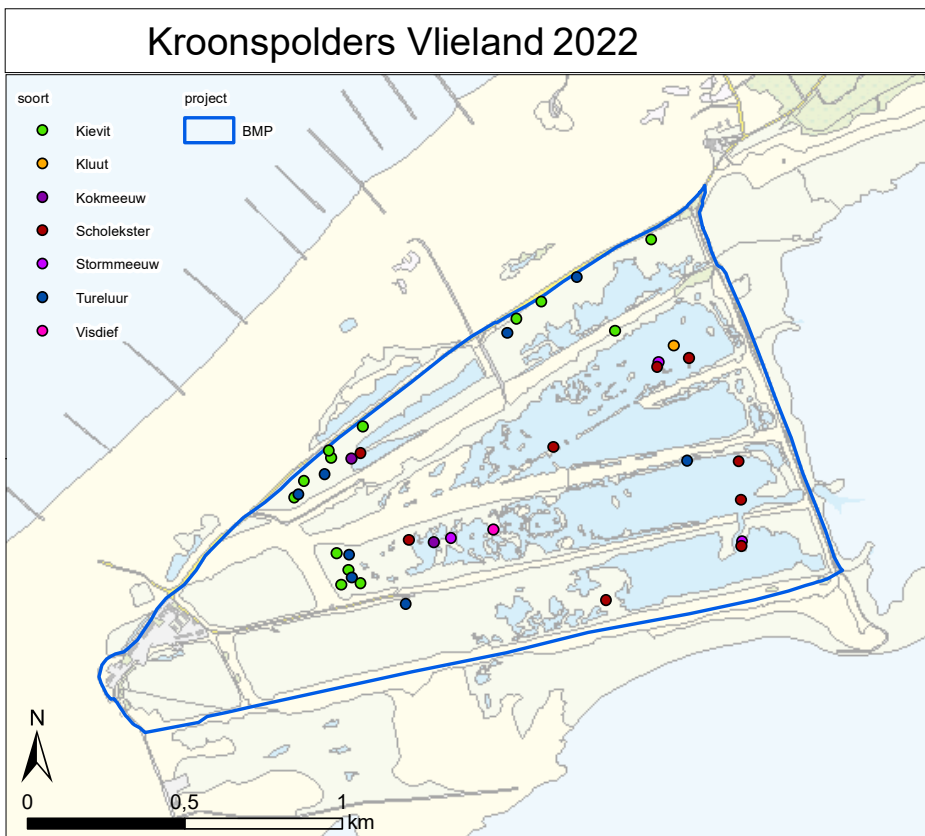 Kroonspolders Vlieland 2022
soort
Kievit
Kluut
Kokmeeuw
Scholekster
Stormmeeuw
Tureluur
Visdief
project
BMP
N
0 0,5 1
km